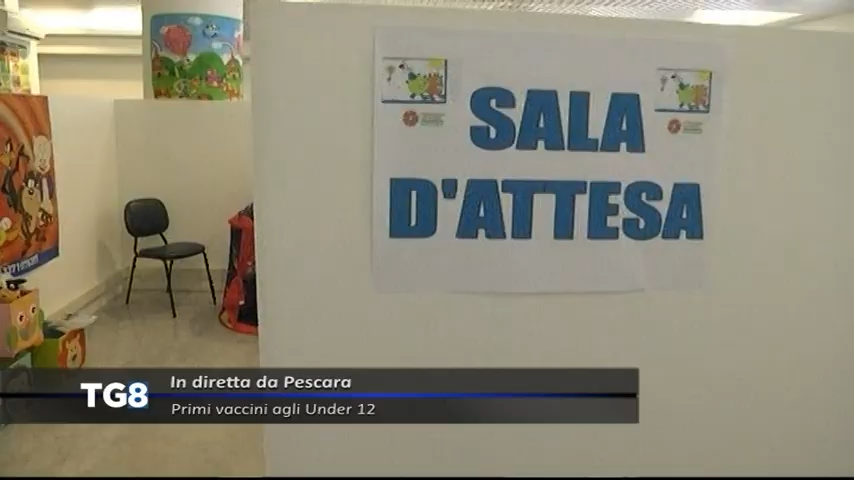 SALA
D'ATTESA
TG8
In diretta da Pescara
Primi vaccini agli Under 12